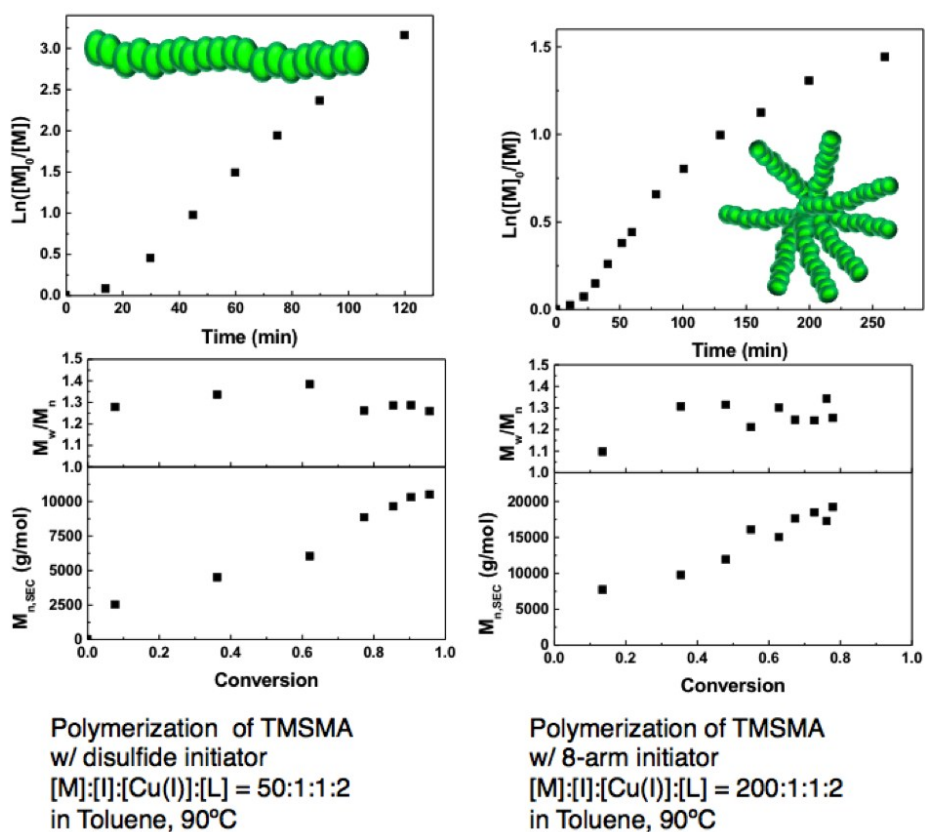 3.0
2.5
2.0
1.5
1.0
0.5
0.0
Ln([M]0/[M])
0 20 40 60 80 100 120
Time (min)
1.5
1.0
0.5
0.0
Ln([M]0/[M])
0 50 100 150 200 250
Time (min)
1.5
1.4
1.3
1.2
1.1
1.0
Mw/Mn
10000
7500
5000
2500
0
Mn,SEC (g/mol)
0.0 0.2 0.4 0.6 0.8 1.0
Conversion
1.5
1.4
1.3
1.2
1.1
1.0
Mw/Mn
20000
15000
10000
5000
0
Mn,SEC (g/mol)
0.0 0.2 0.4 0.6 0.8 1.0
Conversion
Polymerization of TMSMA
w/ disulfide initiator
[M]:[I]:[Cu(I)]:[L] = 50:1:1:2
in Toluene, 90ºC
Polymerization of TMSMA
w/ 8-arm initiator
[M]:[I]:[Cu(I)]:[L] = 200:1:1:2
in Toluene, 90ºC